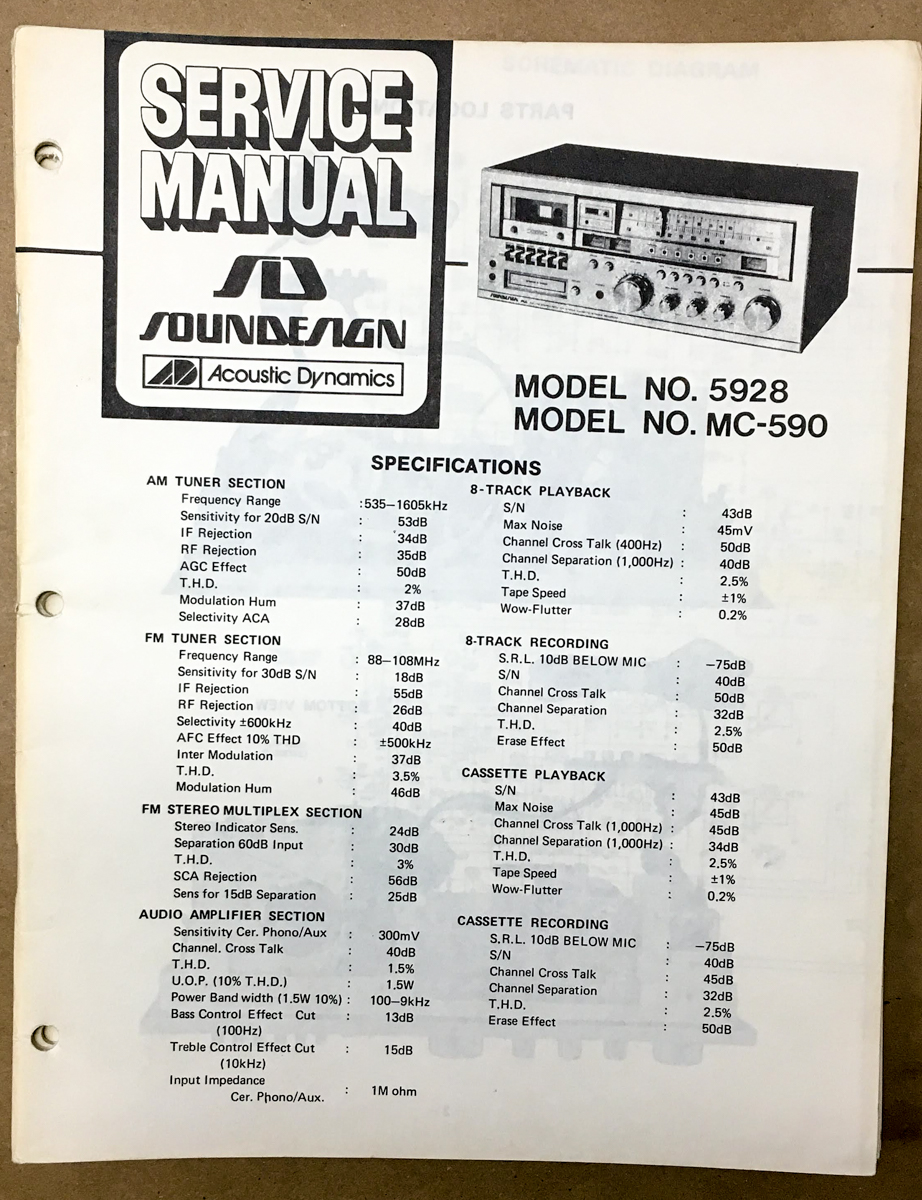 SERVICE
MANUAL
SD
SOUNDESIGN
AD Acoustic Dynamics
MODEL NO. 5928
MODEL NO. MC-590
SPECIFICATIONS
AM TUNER SECTION
Frequency Range :535–1605kHz
Sensitivity for 20dB S/N : 53dB
IF Rejection : 34dB
RF Rejection : 35dB
AGC Effect : 50dB
T.H.D. : 2%
Modulation Hum : 37dB
Selectivity ACA : 28dB
FM TUNER SECTION
Frequency Range : 88–108MHz
Sensitivity for 30dB S/N : 18dB
IF Rejection : 55dB
RF Rejection : 26dB
Selectivity ±600kHz : 40dB
AFC Effect 10% THD : ±500kHz
Inter Modulation : 37dB
T.H.D. : 3.5%
Modulation Hum : 46dB
FM STEREO MULTIPLEX SECTION
Stereo Indicator Sens. : 24dB
Separation 60dB Input : 30dB
T.H.D. : 3%
SCA Rejection : 56dB
Sens for 15dB Separation : 25dB
AUDIO AMPLIFIER SECTION
Sensitivity Cer. Phono/Aux : 300mV
Channel. Cross Talk : 40dB
T.H.D. : 1.5%
U.O.P. (10% T.H.D.) : 1.5W
Power Band width (1.5W 10%) : 100–9kHz
Bass Control Effect Cut : 13dB
(100Hz)
Treble Control Effect Cut : 15dB
(10kHz)
Input Impedance
Cer. Phono/Aux. : 1M ohm
8-TRACK PLAYBACK
S/N : 43dB
Max Noise : 45mV
Channel Cross Talk (400Hz) : 50dB
Channel Separation (1,000Hz) : 40dB
T.H.D. : 2.5%
Tape Speed : ±1%
Wow-Flutter : 0.2%
8-TRACK RECORDING
S.R.L. 10dB BELOW MIC : –75dB
S/N : 40dB
Channel Cross Talk : 50dB
Channel Separation : 32dB
T.H.D. : 2.5%
Erase Effect : 50dB
CASSETTE PLAYBACK
S/N : 43dB
Max Noise : 45dB
Channel Cross Talk (1,000Hz) : 45dB
Channel Separation (1,000Hz) : 34dB
T.H.D. : 2.5%
Tape Speed : ±1%
Wow-Flutter : 0.2%
CASSETTE RECORDING
S.R.L. 10dB BELOW MIC : –75dB
S/N : 40dB
Channel Cross Talk : 45dB
Channel Separation : 32dB
T.H.D. : 2.5%
Erase Effect : 50dB